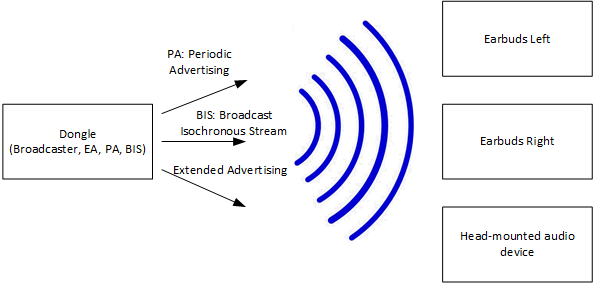 PA: Periodic
Advertising
BIS: Broadcast
Isochronous Stream
Extended Advertising
Dongle
(Broadcaster, EA, PA, BIS)
Earbuds Left
Earbuds Right
Head-mounted audio
device